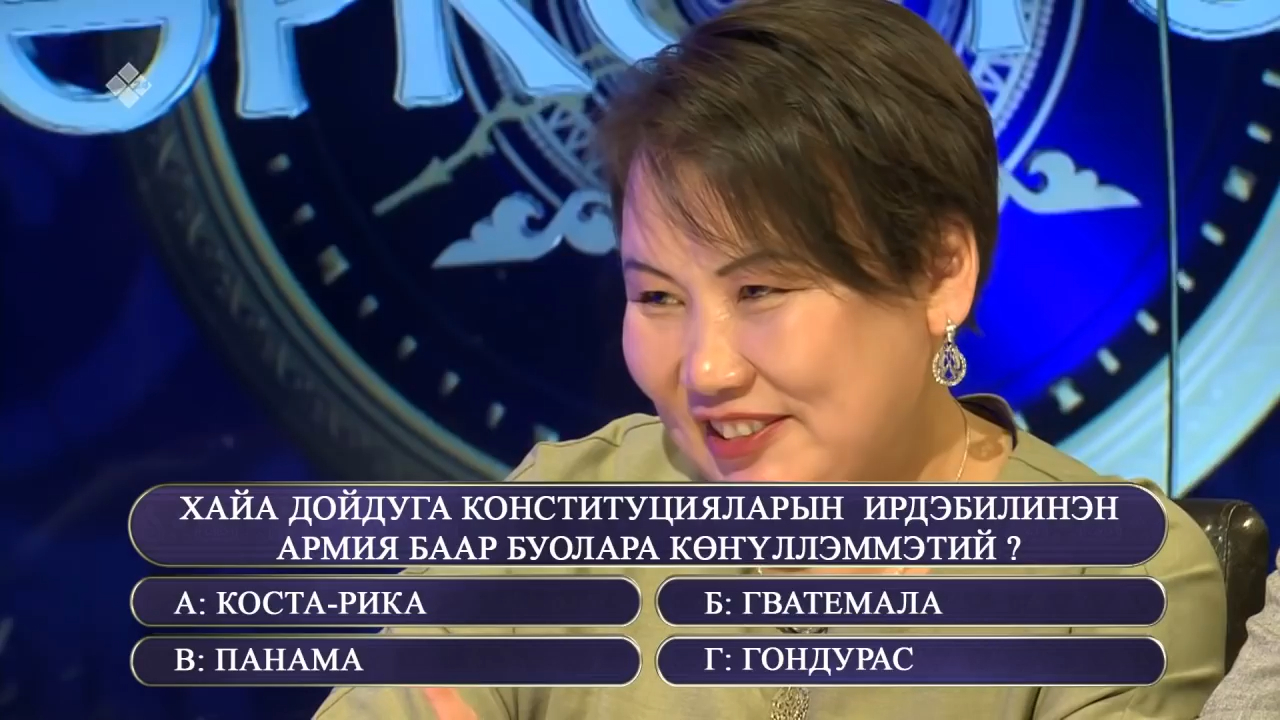 ХАЙА ДОЙДУГА КОНСТИТУЦИЯЛАРЫН ИРДЭБИЛИНЭН
АРМИЯ БААР БУОЛАРА КӨҤҮЛЛЭММЭТИЙ ?
А: КОСТА-РИКА
Б: ГВАТЕМАЛА
В: ПАНАМА
Г: ГОНДУРАС